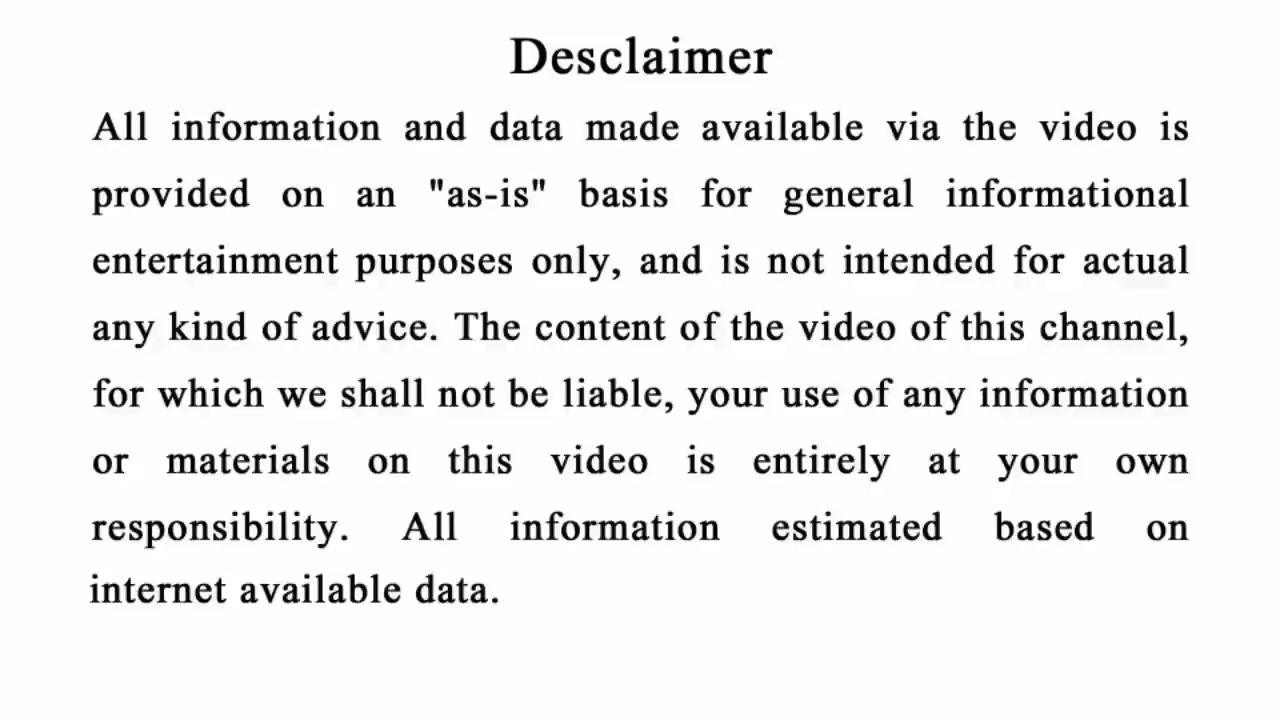 Desclaimer
All information and data made available via the video is
provided on an "as-is" basis for general informational
entertainment purposes only, and is not intended for actual
any kind of advice. The content of the video of this channel,
for which we shall not be liable, your use of any information
or materials on this video is entirely at your own
responsibility. All information estimated based on
internet available data.